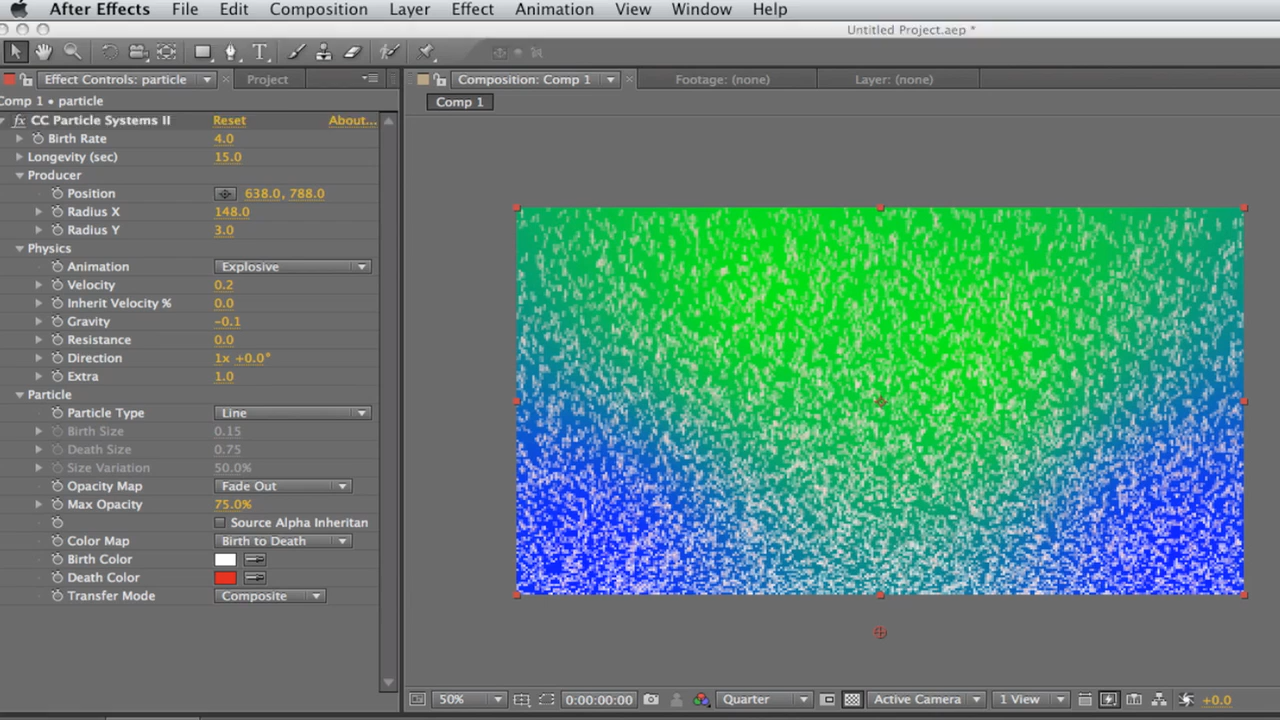 After Effects File Edit Composition Layer Effect Animation View Window Help
Untitled Project.aep *
Effect Controls: particle Project Composition: Comp 1 Footage: (none) Layer: (none)
Comp 1 • particle Comp 1
fx CC Particle Systems II Reset About...
Birth Rate 4.0
Longevity (sec) 15.0
Producer
Position 638.0, 788.0
Radius X 148.0
Radius Y 3.0
Physics
Animation Explosive
Velocity 0.2
Inherit Velocity % 0.0
Gravity -0.1
Resistance 0.0
Direction 1x +0.0°
Extra 1.0
Particle
Particle Type Line
Birth Size 0.15
Death Size 0.75
Size Variation 50.0%
Opacity Map Fade Out
Max Opacity 75.0%
Source Alpha Inheritan
Color Map Birth to Death
Birth Color
Death Color
Transfer Mode Composite
50% 0:00:00:00 Quarter Active Camera 1 View +0.0